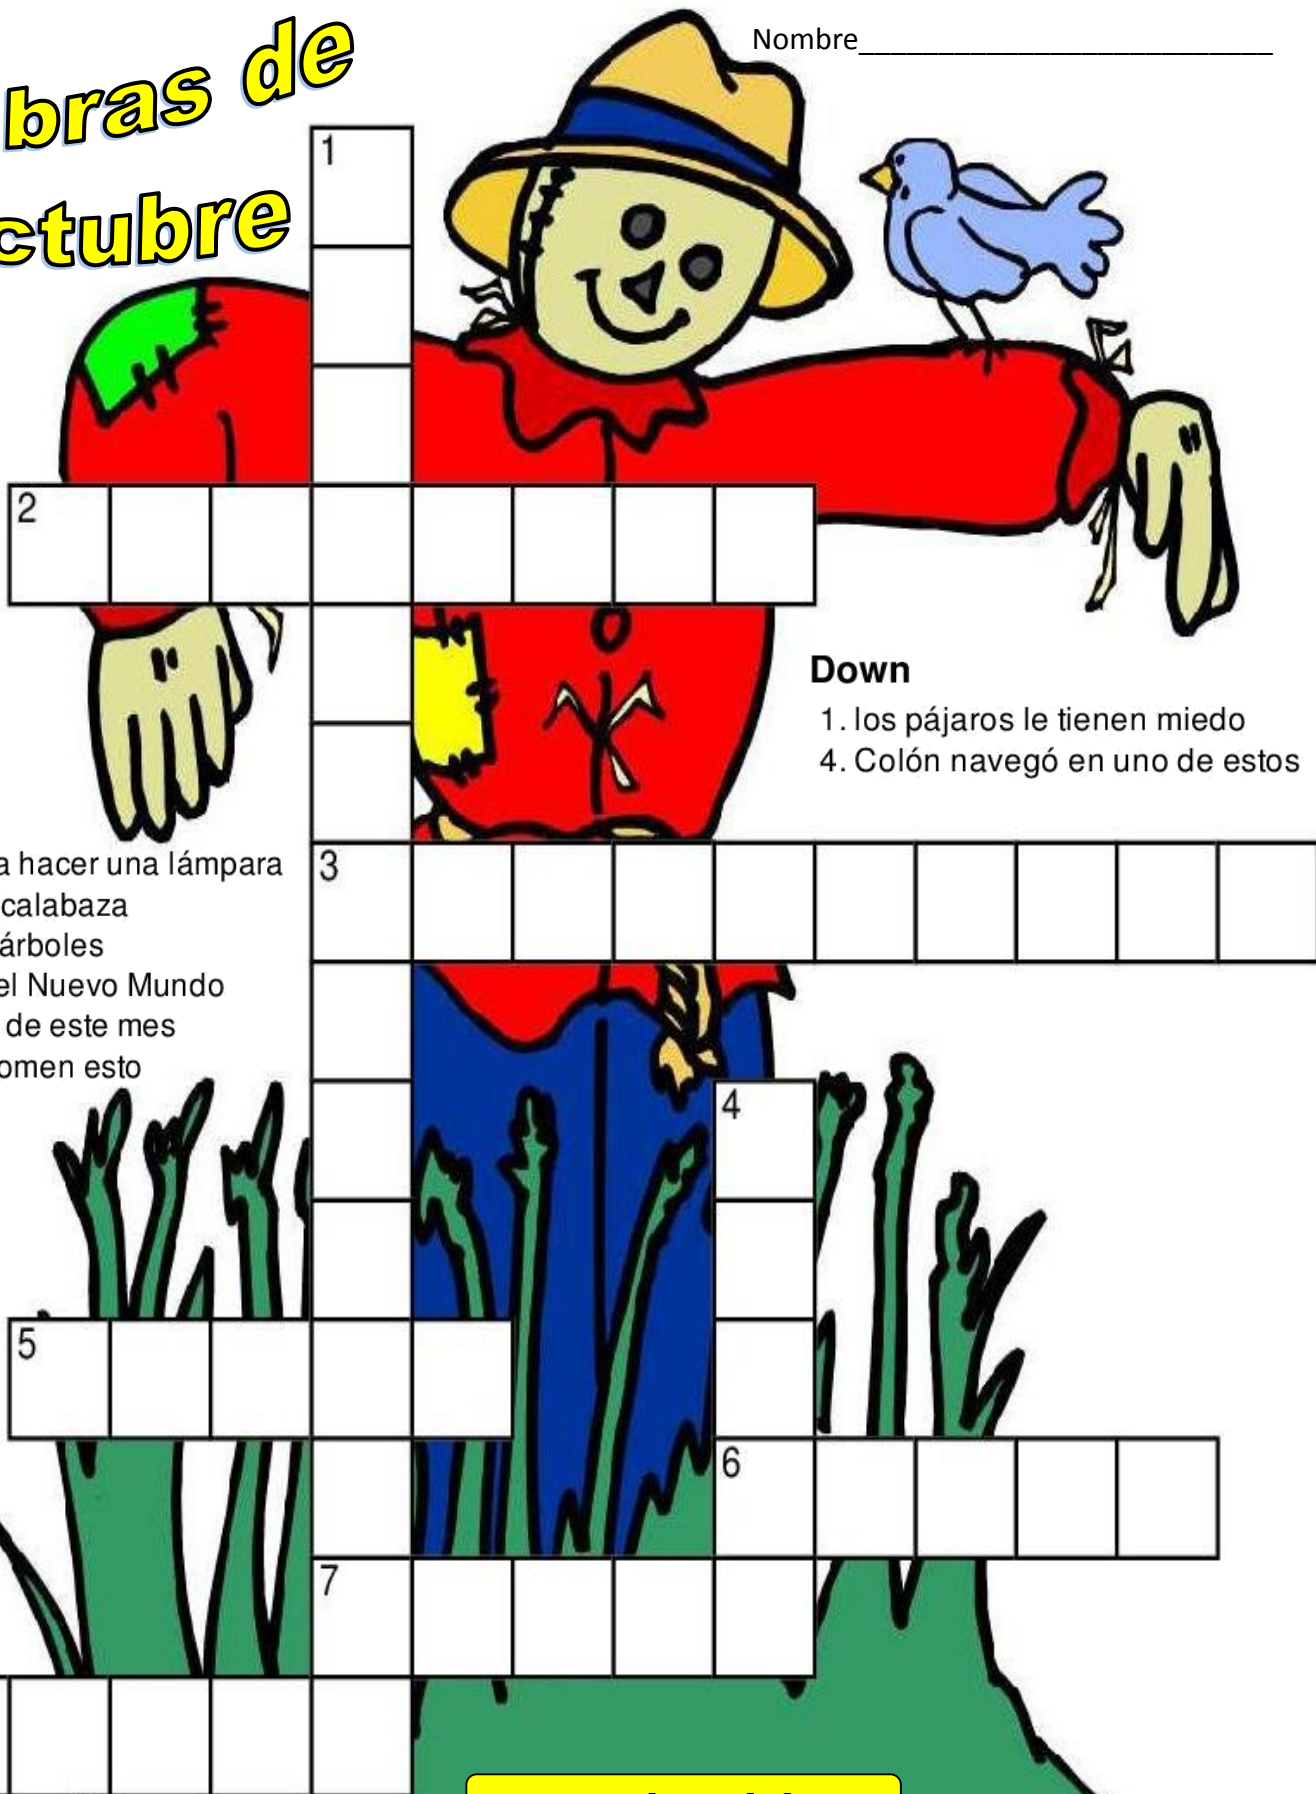 Nombre
bras de
ctubre
1
2
Down
1. los pájaros le tienen miedo
4. Colón navegó en uno de estos
a hacer una lámpara
calabaza
árboles
el Nuevo Mundo
de este mes
omen esto
3
4
5
6
7